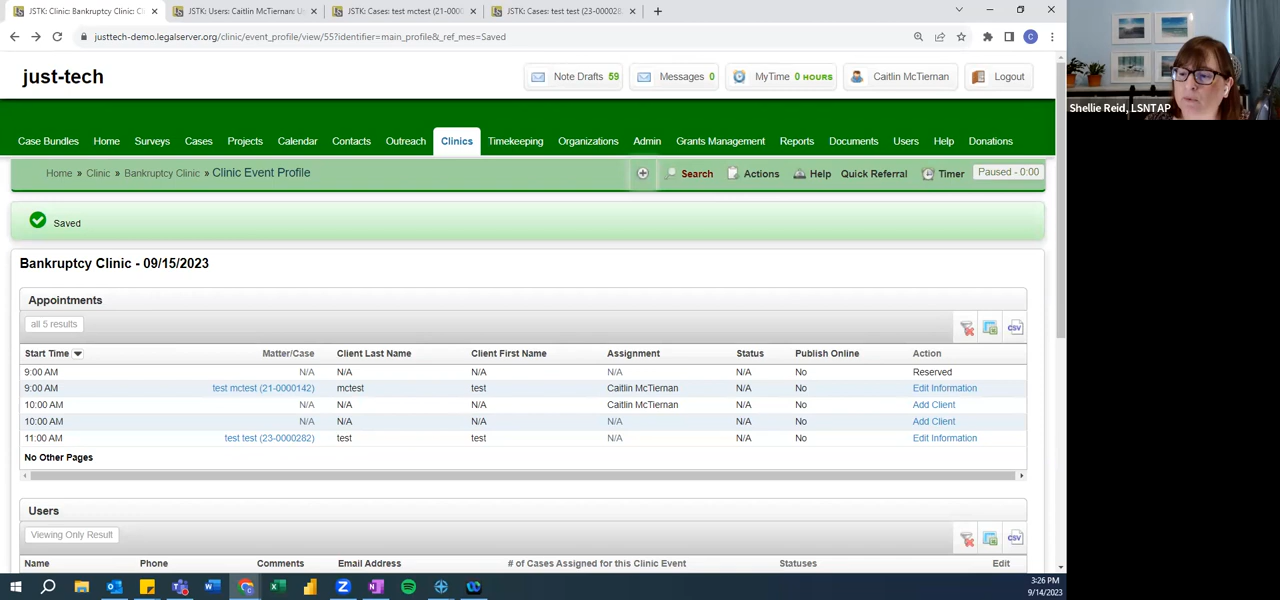 JSTK: Clinic: Bankruptcy Clinic: C
JSTK: Users: Caitlin McTiernan: U
JSTK: Cases: test mctest (21-000
JSTK: Cases: test test (23-000028
justtech-demo.legalserver.org/clinic/event_profile/view/55?identifier=main_profile&_ref_mes=Saved
C
just-tech
Note Drafts 59
Messages 0
MyTime 0 HOURS
Caitlin McTiernan
Logout
Case Bundles Home Surveys Cases Projects Calendar Contacts Outreach Clinics Timekeeping Organizations Admin Grants Management Reports Documents Users Help Donations
Home » Clinic » Bankruptcy Clinic » Clinic Event Profile
Search Actions Help Quick Referral Timer Paused - 0:00
Saved
Bankruptcy Clinic - 09/15/2023
Appointments
all 5 results
CSV
Start Time Matter/Case Client Last Name Client First Name Assignment Status Publish Online Action
9:00 AM N/A N/A N/A N/A N/A No Reserved
9:00 AM test mctest (21-0000142) mctest test Caitlin McTiernan N/A No Edit Information
10:00 AM N/A N/A N/A Caitlin McTiernan N/A No Add Client
10:00 AM N/A N/A N/A N/A N/A No Add Client
11:00 AM test test (23-0000282) test test N/A N/A No Edit Information
No Other Pages
Users
Viewing Only Result
CSV
Name Phone Comments Email Address # of Cases Assigned for this Clinic Event Statuses Edit
3:26 PM
9/14/2023
Shellie Reid, LSNTAP